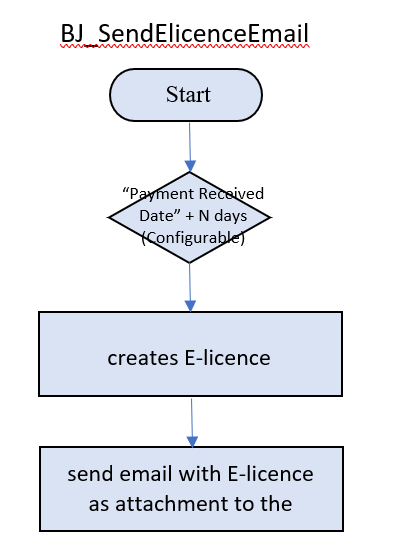 BJ_SendElicenceEmail
Start
“Payment Received
Date” + N days
(Configurable)
creates E-licence
send email with E-licence
as attachment to the